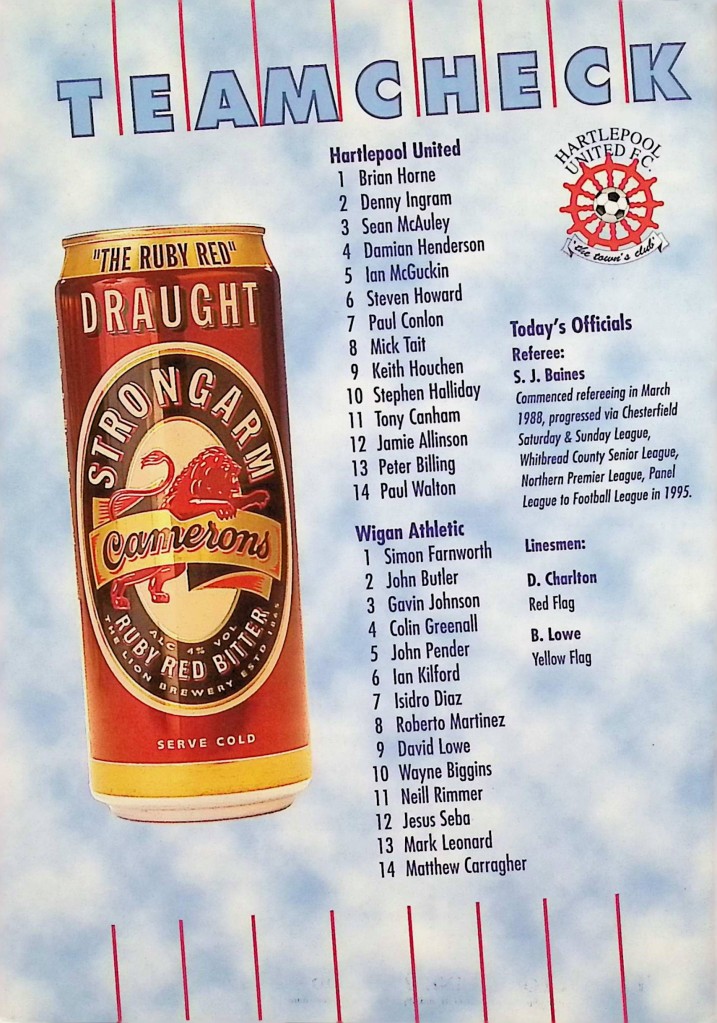 TEAMCHECK
HARTLEPOOL
UNITED F.C.
"the town's club"
"THE RUBY RED"
DRAUGHT
STRONGARM
Camerons
ALC 4% VOL
RUBY RED BITTER
THE LION BREWERY ESTD
SERVE COLD
Hartlepool United
1 Brian Horne
2 Denny Ingram
3 Sean McAuley
4 Damian Henderson
5 Ian McGuckin
6 Steven Howard
7 Paul Conlon
8 Mick Tait
9 Keith Houchen
10 Stephen Halliday
11 Tony Canham
12 Jamie Allinson
13 Peter Billing
14 Paul Walton
Wigan Athletic
1 Simon Farnworth
2 John Butler
3 Gavin Johnson
4 Colin Greenall
5 John Pender
6 Ian Kilford
7 Isidro Diaz
8 Roberto Martinez
9 David Lowe
10 Wayne Biggins
11 Neill Rimmer
12 Jesus Seba
13 Mark Leonard
14 Matthew Carragher
Today's Officials
Referee:
S. J. Baines
Commenced refereeing in March
1988, progressed via Chesterfield
Saturday & Sunday League,
Whitbread County Senior League,
Northern Premier League, Panel
League to Football League in 1995.
Linesmen:
D. Charlton
Red Flag
B. Lowe
Yellow Flag